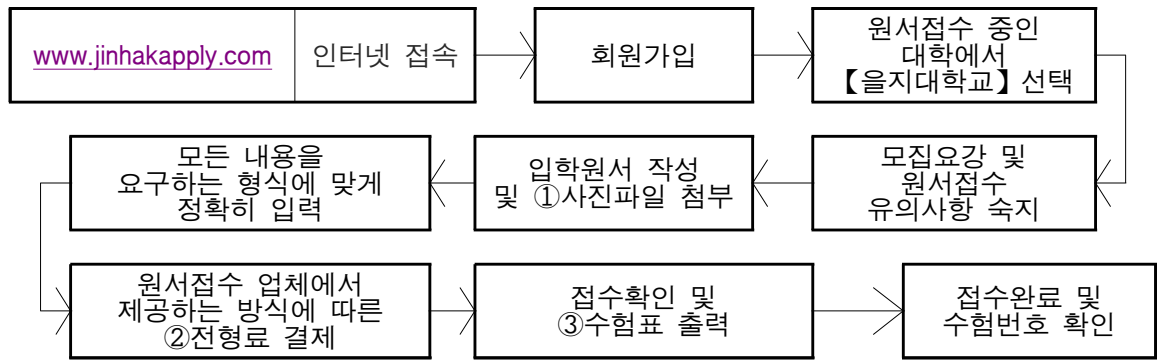 www.jinhakapply.com
인터넷 접속
회원가입
원서접수 중인
대학에서
【을지대학교】선택
모집요강 및
원서접수
유의사항 숙지
입학원서 작성
및 ①사진파일 첨부
모든 내용을
요구하는 형식에 맞게
정확히 입력
원서접수 업체에서
제공하는 방식에 따른
②전형료 결제
접수확인 및
③수험표 출력
접수완료 및
수험번호 확인